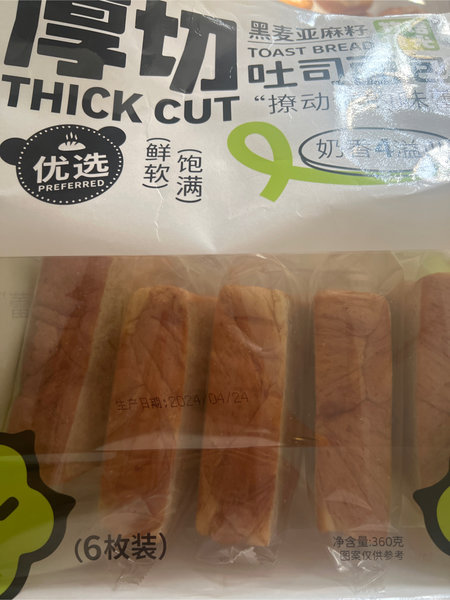 厚切
THICK CUT
黑麦亚麻籽
TOAST BREAD
吐司
“撩动
奶香
优选
PREFERRED
(鲜软)
(饱满)
生产日期:2024/04/24
(6枚装)
净含量:360克
图案仅供参考